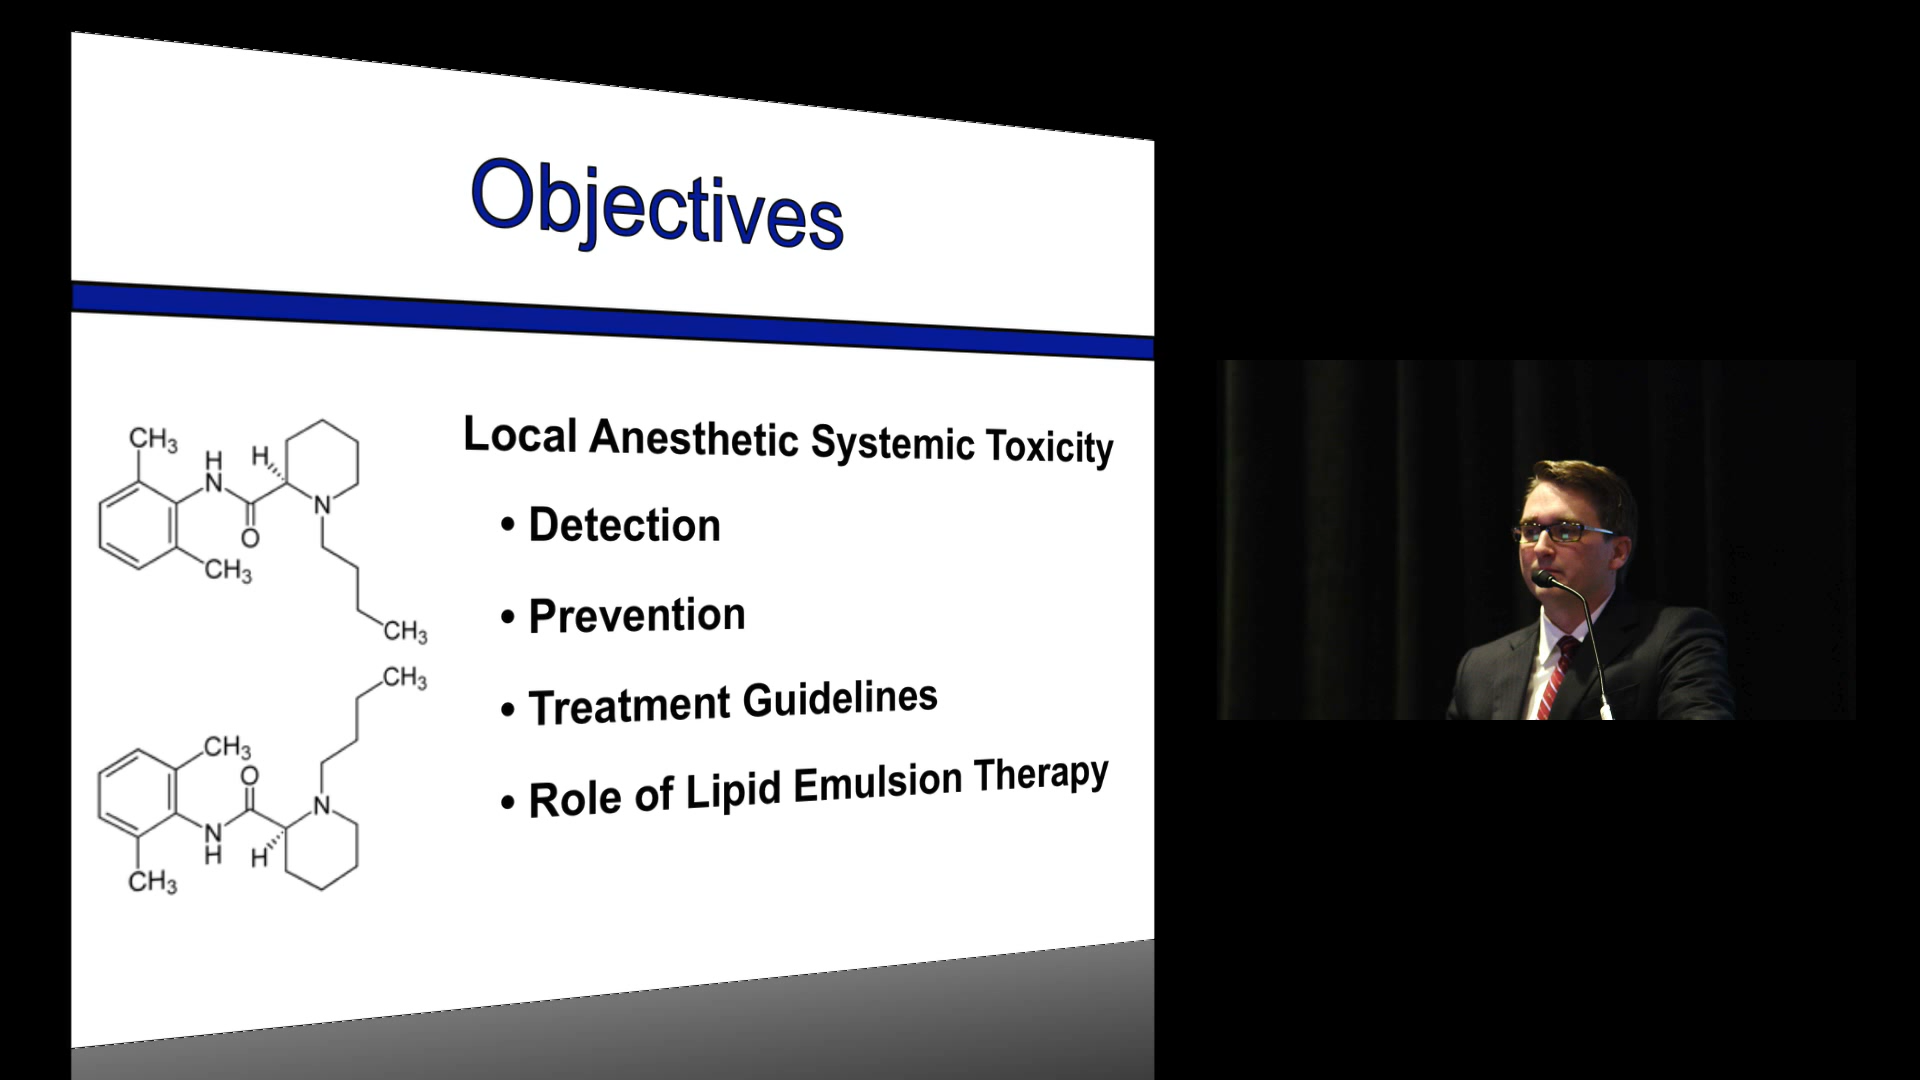 Objectives
Local Anesthetic Systemic Toxicity
• Detection
• Prevention
• Treatment Guidelines
• Role of Lipid Emulsion Therapy
CH3
H
N
H
O
N
CH3
CH3
CH3
CH3
O
N
N
H
H
CH3